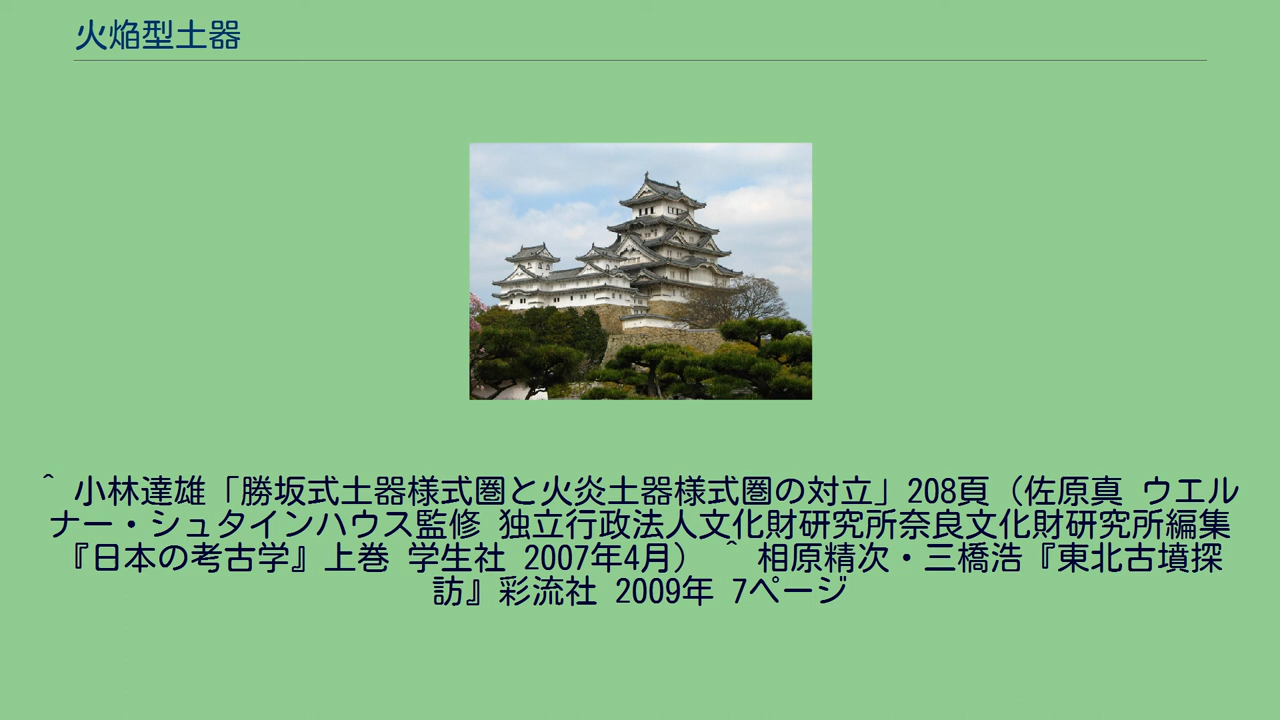 火焔型土器
^ 小林達雄「勝坂式土器様式圏と火炎土器様式圏の対立」208頁（佐原真 ウエル
ナー・シュタインハウス監修 独立行政法人文化財研究所奈良文化財研究所編集
『日本の考古学』上巻 学生社 2007年4月） ^ 相原精次・三橋浩『東北古墳探
訪』彩流社 2009年 7ページ